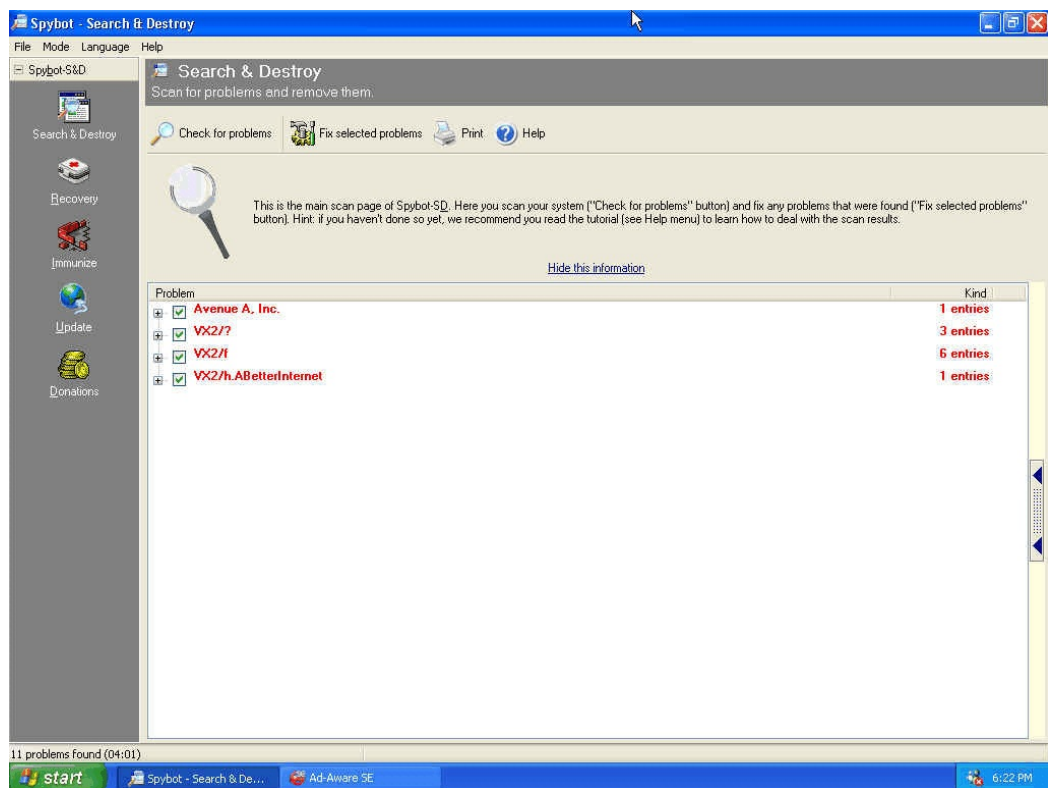 Spybot - Search & Destroy
File Mode Language Help
Spybot-S&D
Search & Destroy
Recovery
Immunize
Update
Donations
Search & Destroy
Scan for problems and remove them.
Check for problems Fix selected problems Print Help
This is the main scan page of Spybot-SD. Here you scan your system ("Check for problems" button) and fix any problems that were found ("Fix selected problems"
button). Hint: if you haven't done so yet, we recommend you read the tutorial (see Help menu) to learn how to deal with the scan results.
Hide this information
Problem Kind
Avenue A, Inc. 1 entries
VX2/? 3 entries
VX2/f 6 entries
VX2/h.ABetterInternet 1 entries
11 problems found (04:01)
start Spybot - Search & De... Ad-Aware SE 6:22 PM